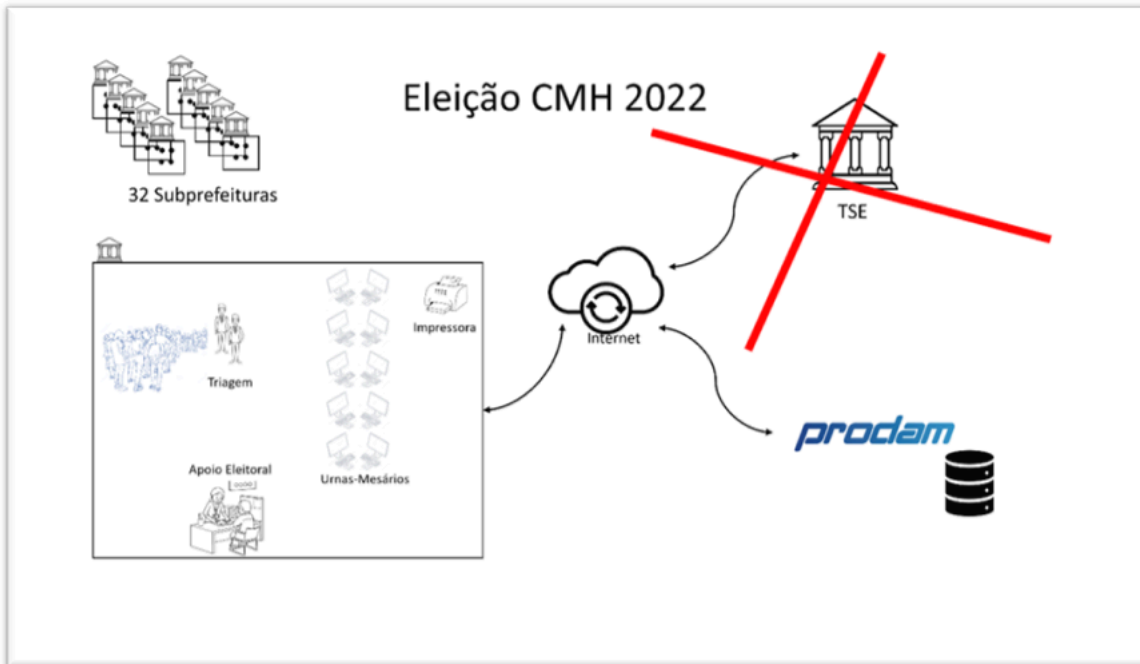 Eleição CMH 2022
32 Subprefeituras
TSE
Impressora
Internet
Triagem
prodam
Apoio Eleitoral
Urnas-Mesários